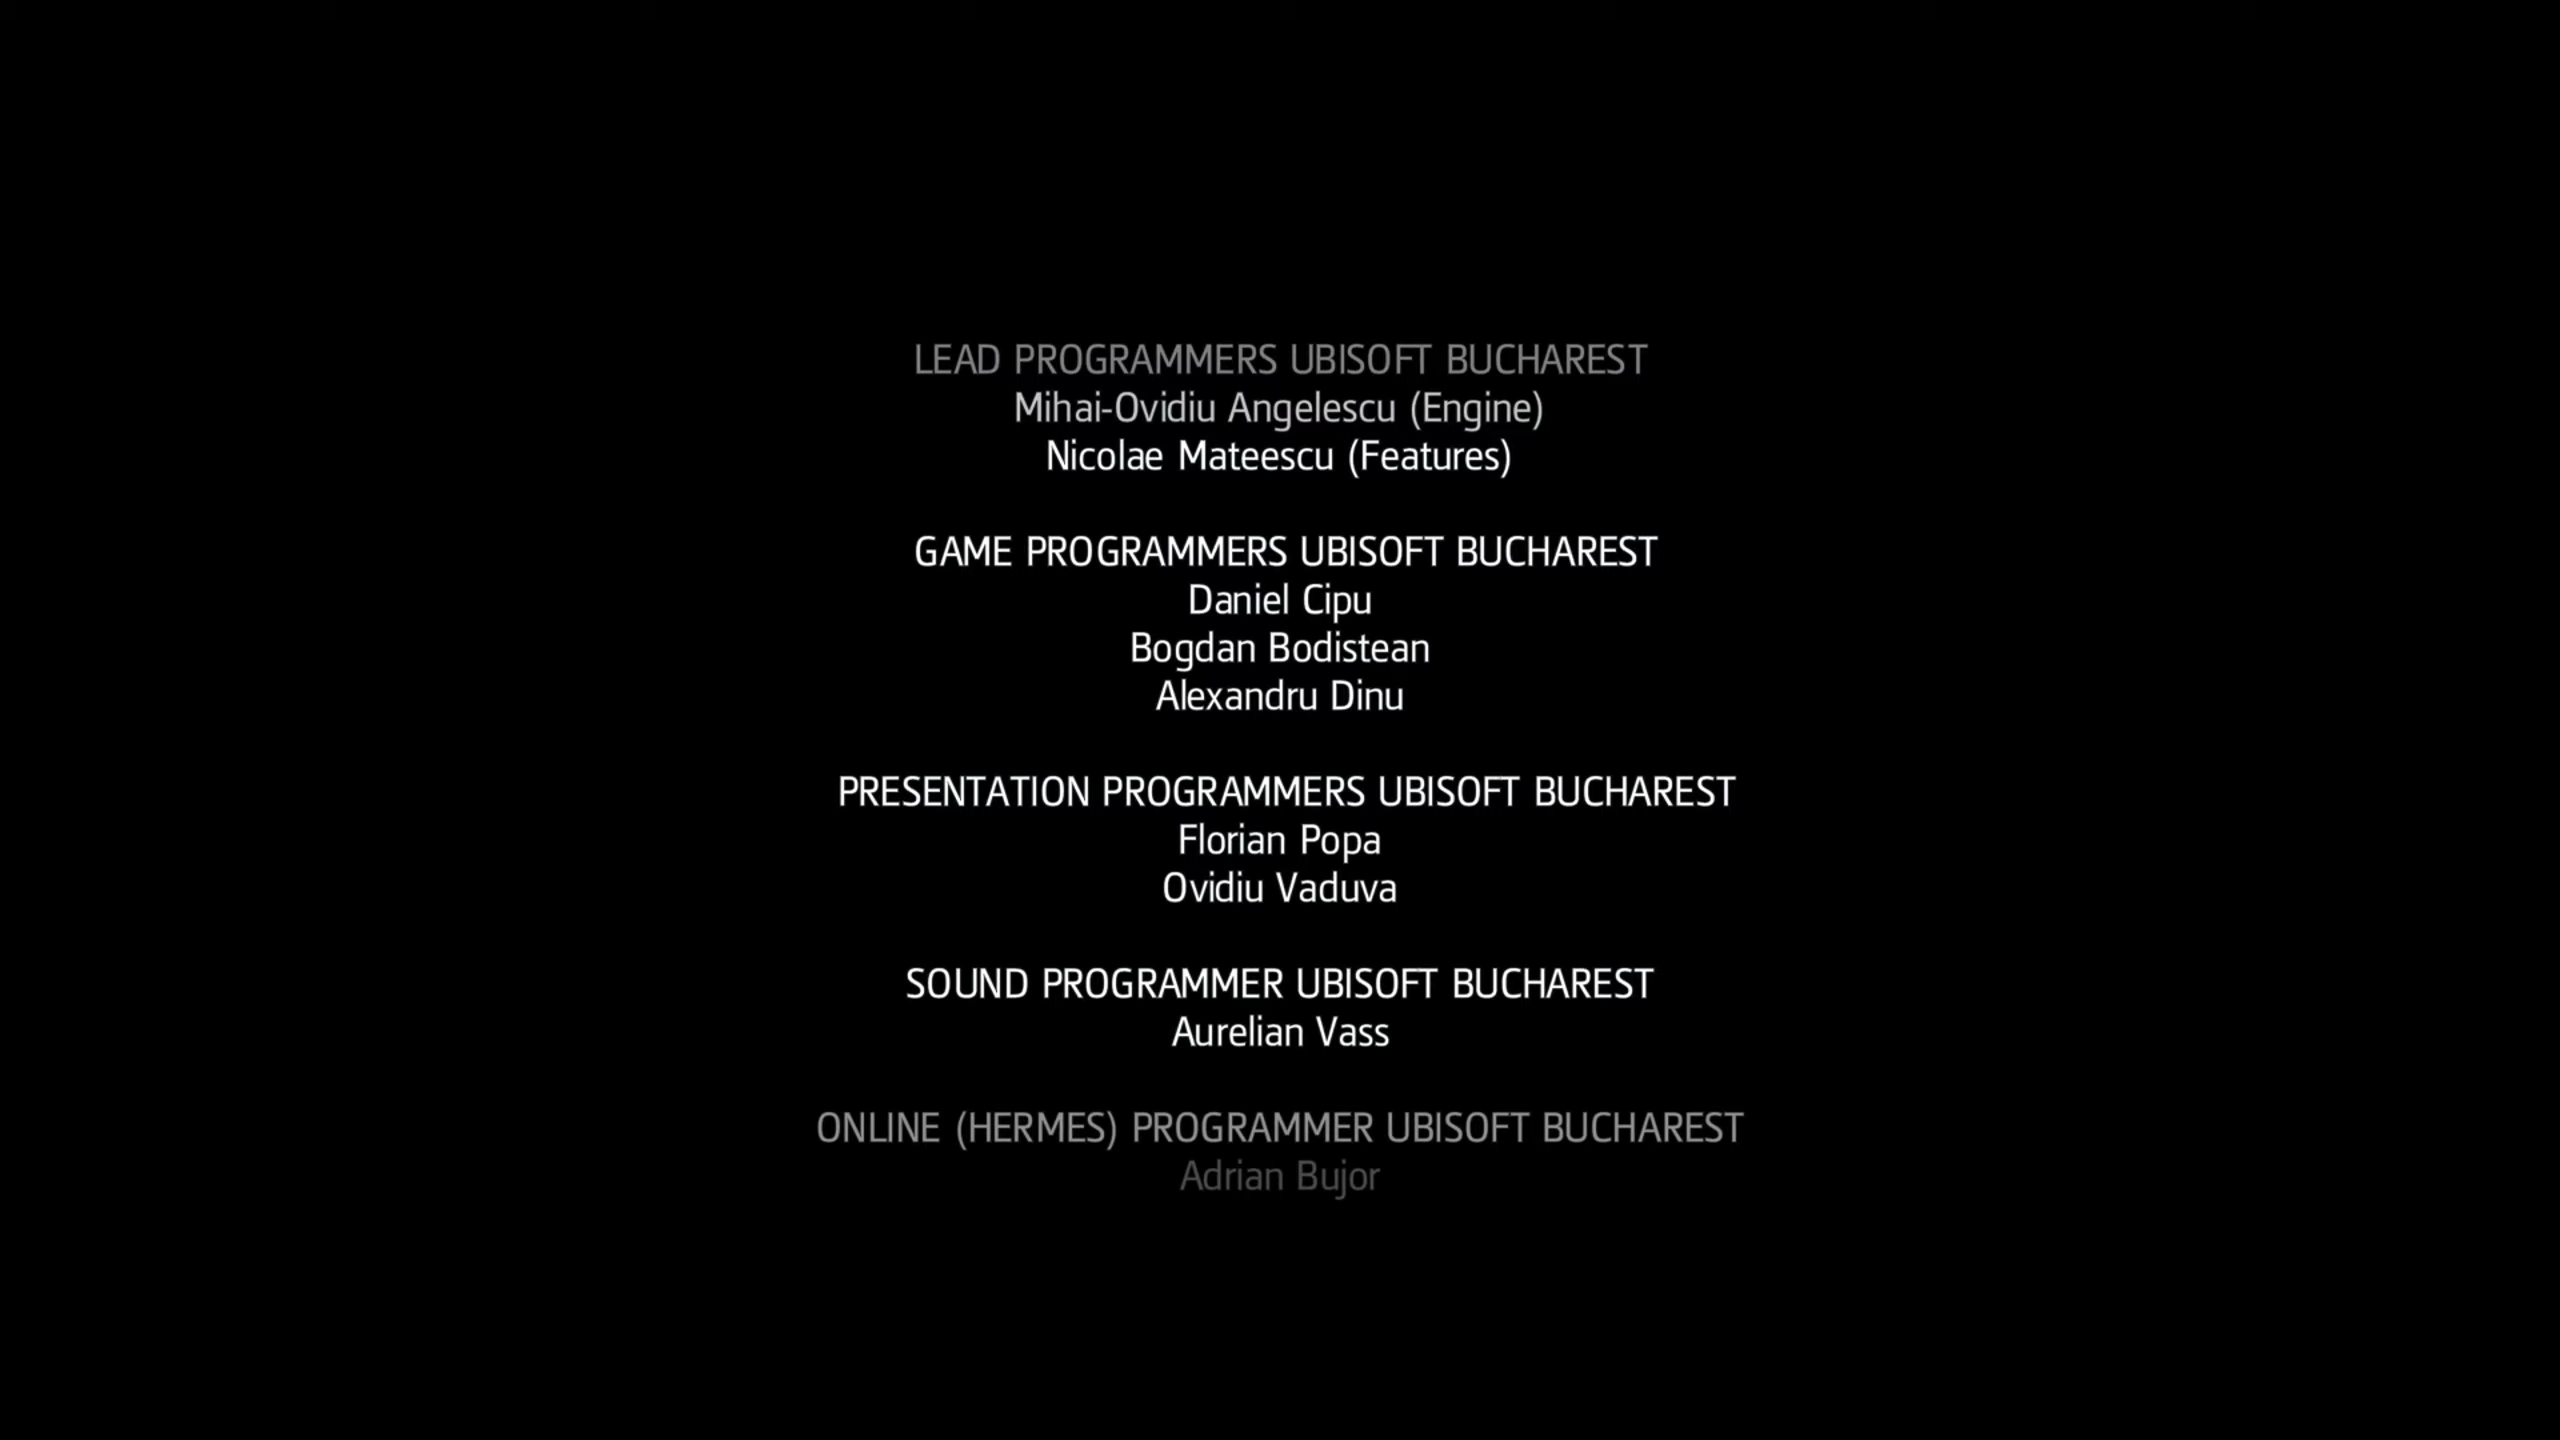 LEAD PROGRAMMERS UBISOFT BUCHAREST
Mihai-Ovidiu Angelescu (Engine)
Nicolae Mateescu (Features)
GAME PROGRAMMERS UBISOFT BUCHAREST
Daniel Cipu
Bogdan Bodistean
Alexandru Dinu
PRESENTATION PROGRAMMERS UBISOFT BUCHAREST
Florian Popa
Ovidiu Vaduva
SOUND PROGRAMMER UBISOFT BUCHAREST
Aurelian Vass
ONLINE (HERMES) PROGRAMMER UBISOFT BUCHAREST
Adrian Bujor